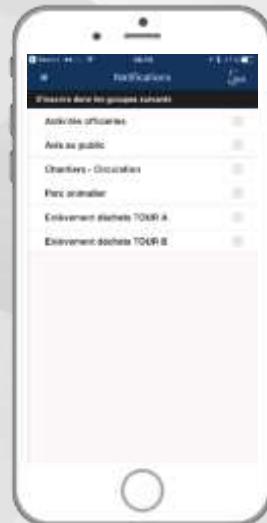 Notifications
S'inscrire dans les groupes suivants
Activités officielles
Avis au public
Chantiers - Circulation
Parc animalier
Enlèvement déchets TOUR A
Enlèvement déchets TOUR B